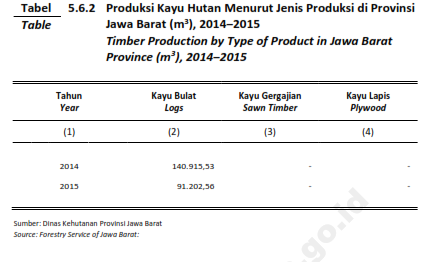 Tabel 5.6.2 Produksi Kayu Hutan Menurut Jenis Produksi di Provinsi
Table Jawa Barat (m³), 2014–2015
Timber Production by Type of Product in Jawa Barat
Province (m³), 2014–2015
Tahun Kayu Bulat Kayu Gergajian Kayu Lapis
Year Logs Sawn Timber Plywood
(1) (2) (3) (4)
2014 140.915,53 - -
2015 91.202,56 - -
Sumber: Dinas Kehutanan Provinsi Jawa Barat
Source: Forestry Service of Jawa Barat:
.go.id